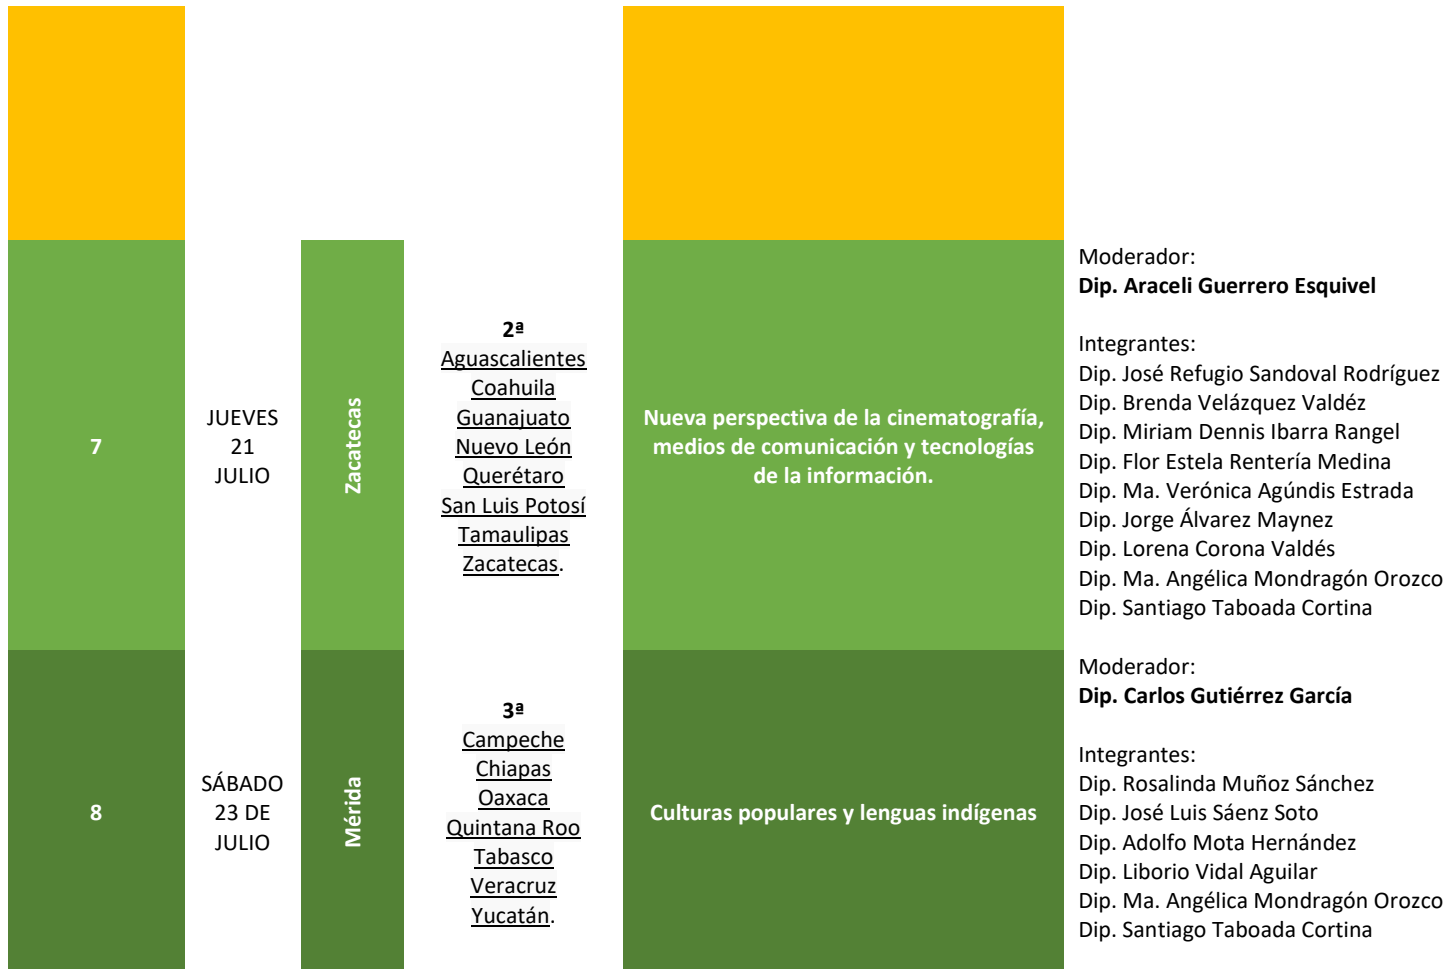 7
JUEVES
21
JULIO
Zacatecas
2ª
Aguascalientes
Coahuila
Guanajuato
Nuevo León
Querétaro
San Luis Potosí
Tamaulipas
Zacatecas.
Nueva perspectiva de la cinematografía,
medios de comunicación y tecnologías
de la información.
Moderador:
Dip. Araceli Guerrero Esquivel
Integrantes:
Dip. José Refugio Sandoval Rodríguez
Dip. Brenda Velázquez Valdéz
Dip. Miriam Dennis Ibarra Rangel
Dip. Flor Estela Rentería Medina
Dip. Ma. Verónica Agúndis Estrada
Dip. Jorge Álvarez Maynez
Dip. Lorena Corona Valdés
Dip. Ma. Angélica Mondragón Orozco
Dip. Santiago Taboada Cortina
8
SÁBADO
23 DE
JULIO
Mérida
3ª
Campeche
Chiapas
Oaxaca
Quintana Roo
Tabasco
Veracruz
Yucatán.
Culturas populares y lenguas indígenas
Moderador:
Dip. Carlos Gutiérrez García
Integrantes:
Dip. Rosalinda Muñoz Sánchez
Dip. José Luis Sáenz Soto
Dip. Adolfo Mota Hernández
Dip. Liborio Vidal Aguilar
Dip. Ma. Angélica Mondragón Orozco
Dip. Santiago Taboada Cortina